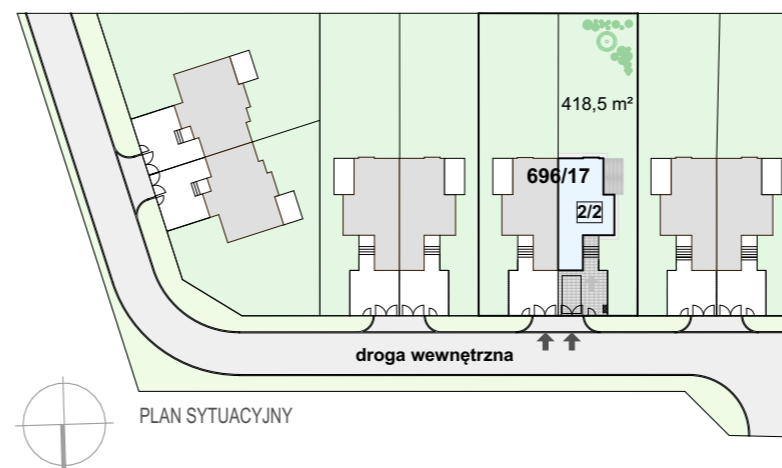 418,5 m²
696/17
2/2
droga wewnętrzna
PLAN SYTUACYJNY